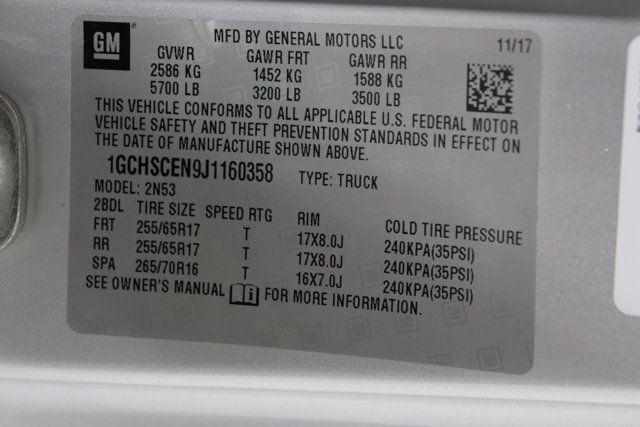 GM
MFD BY GENERAL MOTORS LLC 11/17
GVWR GAWR FRT GAWR RR
2586 KG 1452 KG 1588 KG
5700 LB 3200 LB 3500 LB
THIS VEHICLE CONFORMS TO ALL APPLICABLE U.S. FEDERAL MOTOR
VEHICLE SAFETY AND THEFT PREVENTION STANDARDS IN EFFECT ON
THE DATE OF MANUFACTURE SHOWN ABOVE.
1GCHSCEN9J1160358 TYPE: TRUCK
MODEL: 2N53
2BDL TIRE SIZE SPEED RTG RIM COLD TIRE PRESSURE
FRT 255/65R17 T 17X8.0J 240KPA(35PSI)
RR 255/65R17 T 17X8.0J 240KPA(35PSI)
SPA 265/70R16 T 16X7.0J 240KPA(35PSI)
SEE OWNER'S MANUAL FOR MORE INFORMATION.